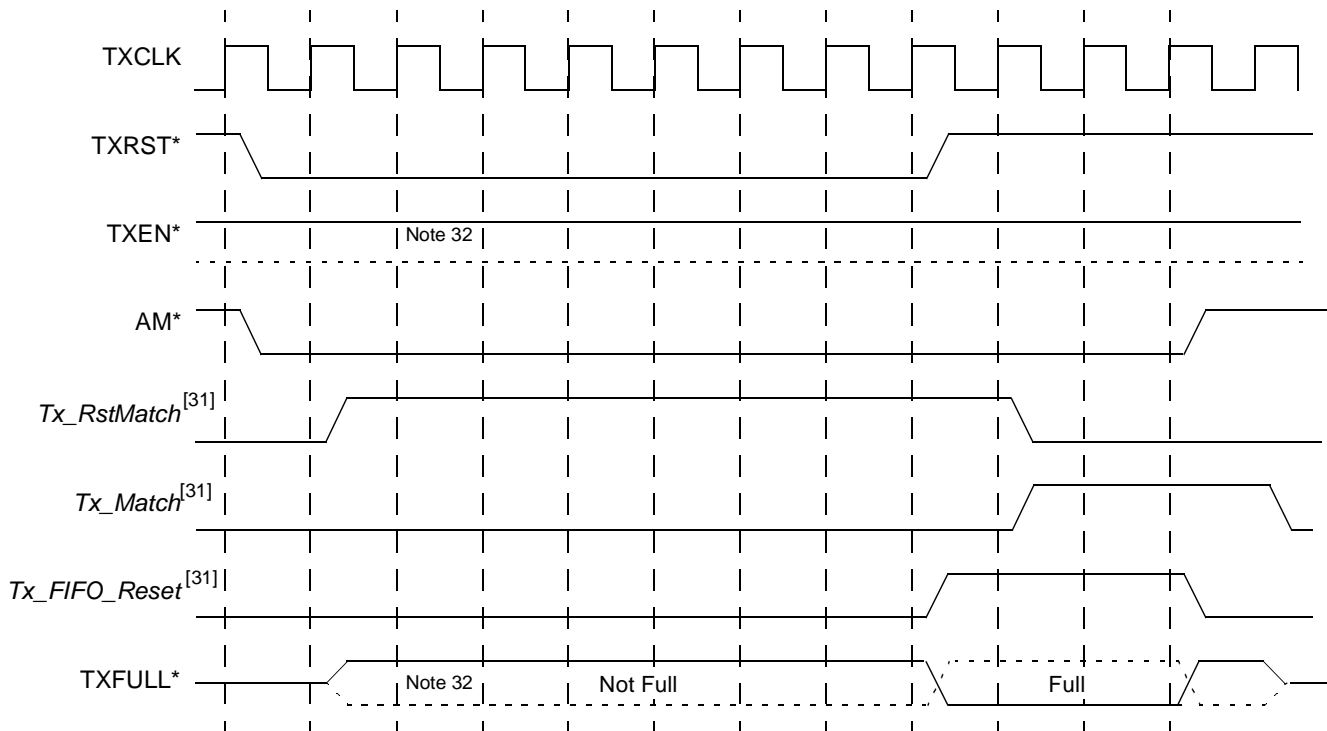 TXCLK
TXRST*
TXEN*
Note 32
AM*
Tx_RstMatch[31]
Tx_Match[31]
Tx_FIFO_Reset[31]
TXFULL*
Note 32
Not Full
Full